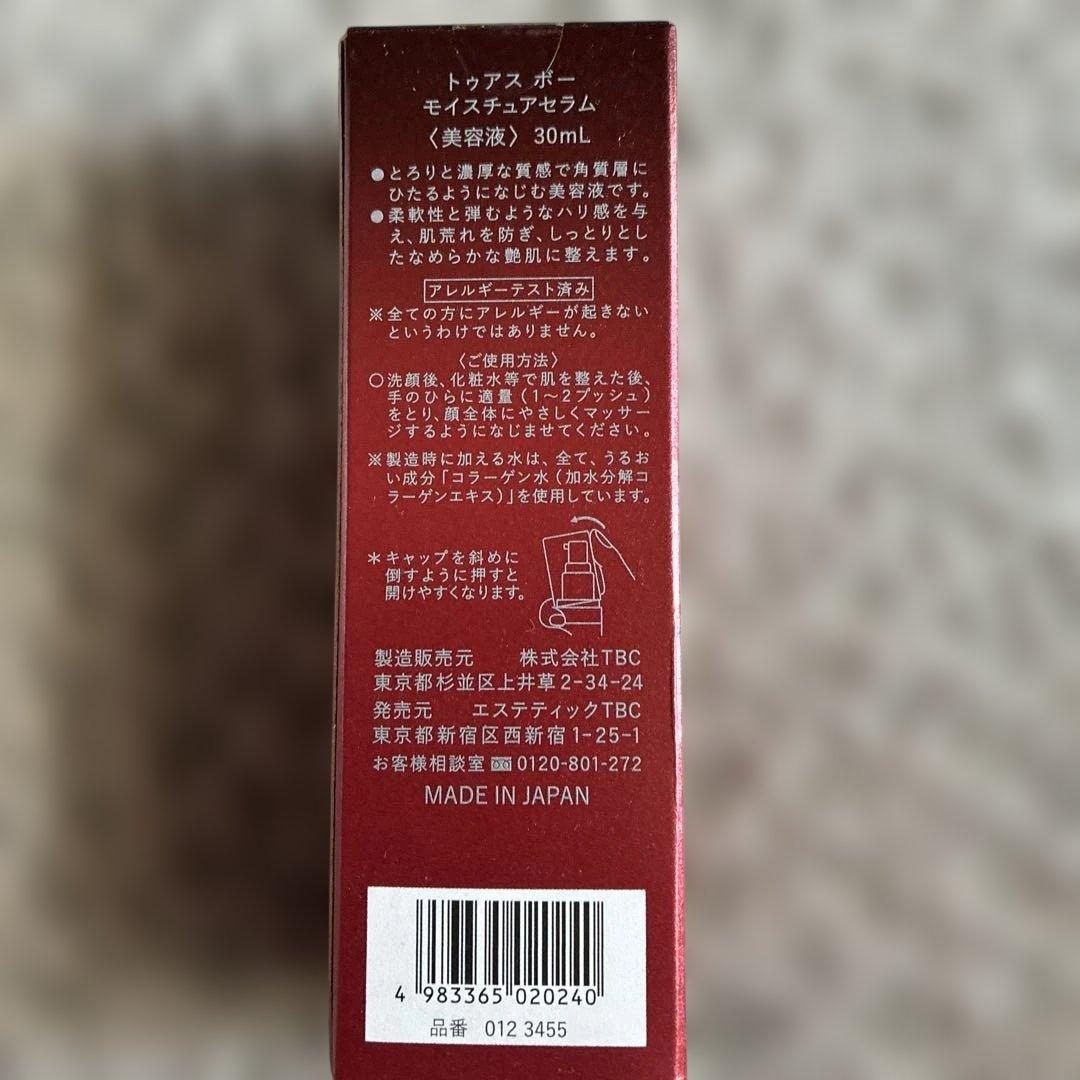 トゥアス ボー
モイスチュアセラム
〈美容液〉 30mL
●とろりと濃厚な質感で角質層に
ひたるようになじむ美容液です。
●柔軟性と弾むようなハリ感を与
え、肌荒れを防ぎ、しっとりとし
たなめらかな艶肌に整えます。
アレルギーテスト済み
※全ての方にアレルギーが起きない
というわけではありません。
〈ご使用方法〉
○洗顔後、化粧水等で肌を整えた後、
手のひらに適量(1〜2プッシュ)
をとり、顔全体にやさしくマッサー
ジするようになじませてください。
※製造時に加える水は、全て、うるお
い成分「コラーゲン水(加水分解コ
ラーゲンエキス)」を使用しています。
＊キャップを斜めに
倒すように押すと
開けやすくなります。
製造販売元 株式会社TBC
東京都杉並区上井草2-34-24
発売元 エステティックTBC
東京都新宿区西新宿1-25-1
お客様相談室 0120-801-272
MADE IN JAPAN
4 983365 020240
品番 012 3455